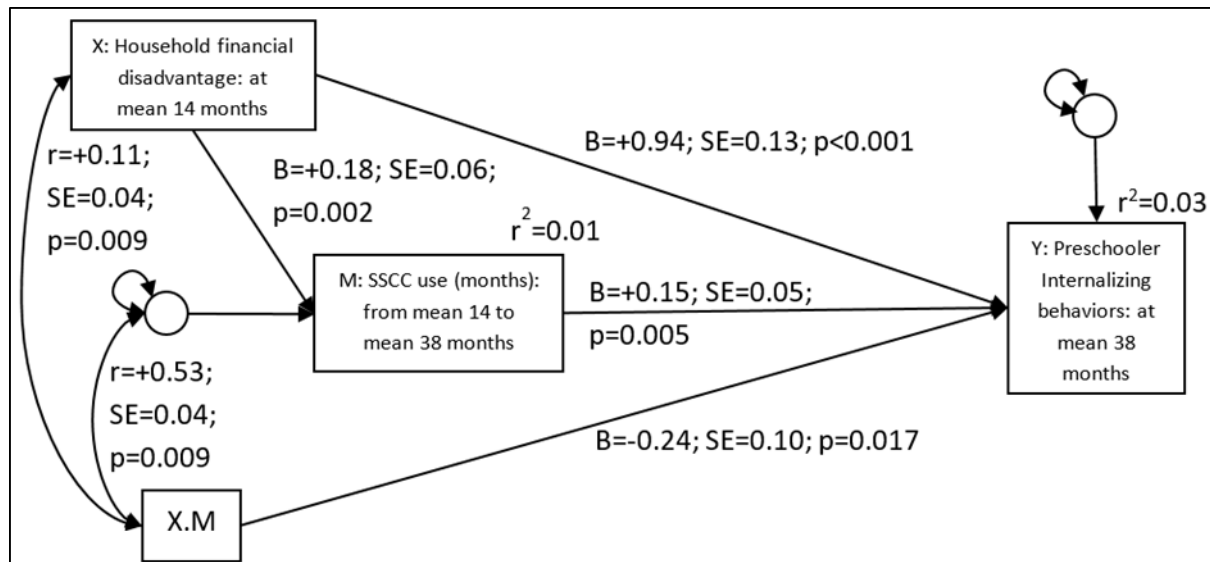 X: Household financial
disadvantage: at
mean 14 months
r=+0.11;
SE=0.04;
p=0.009
B=+0.18; SE=0.06;
p=0.002
B=+0.94; SE=0.13; p<0.001
r²=0.01
M: SSCC use (months):
from mean 14 to
mean 38 months
B=+0.15; SE=0.05;
p=0.005
r²=0.03
Y: Preschooler
Internalizing
behaviors: at
mean 38
months
r=+0.53;
SE=0.04;
p=0.009
B=-0.24; SE=0.10; p=0.017
X.M